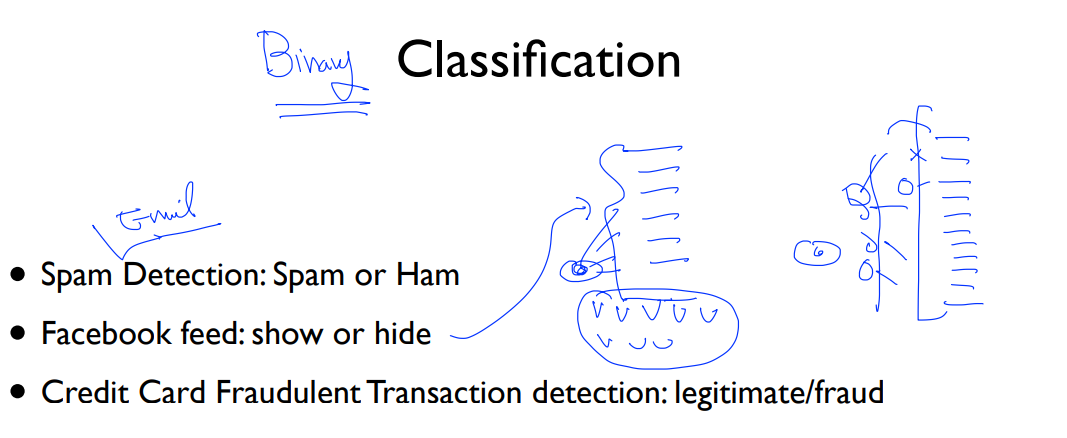 Binary Classification
Email
• Spam Detection: Spam or Ham
• Facebook feed: show or hide
• Credit Card Fraudulent Transaction detection: legitimate/fraud